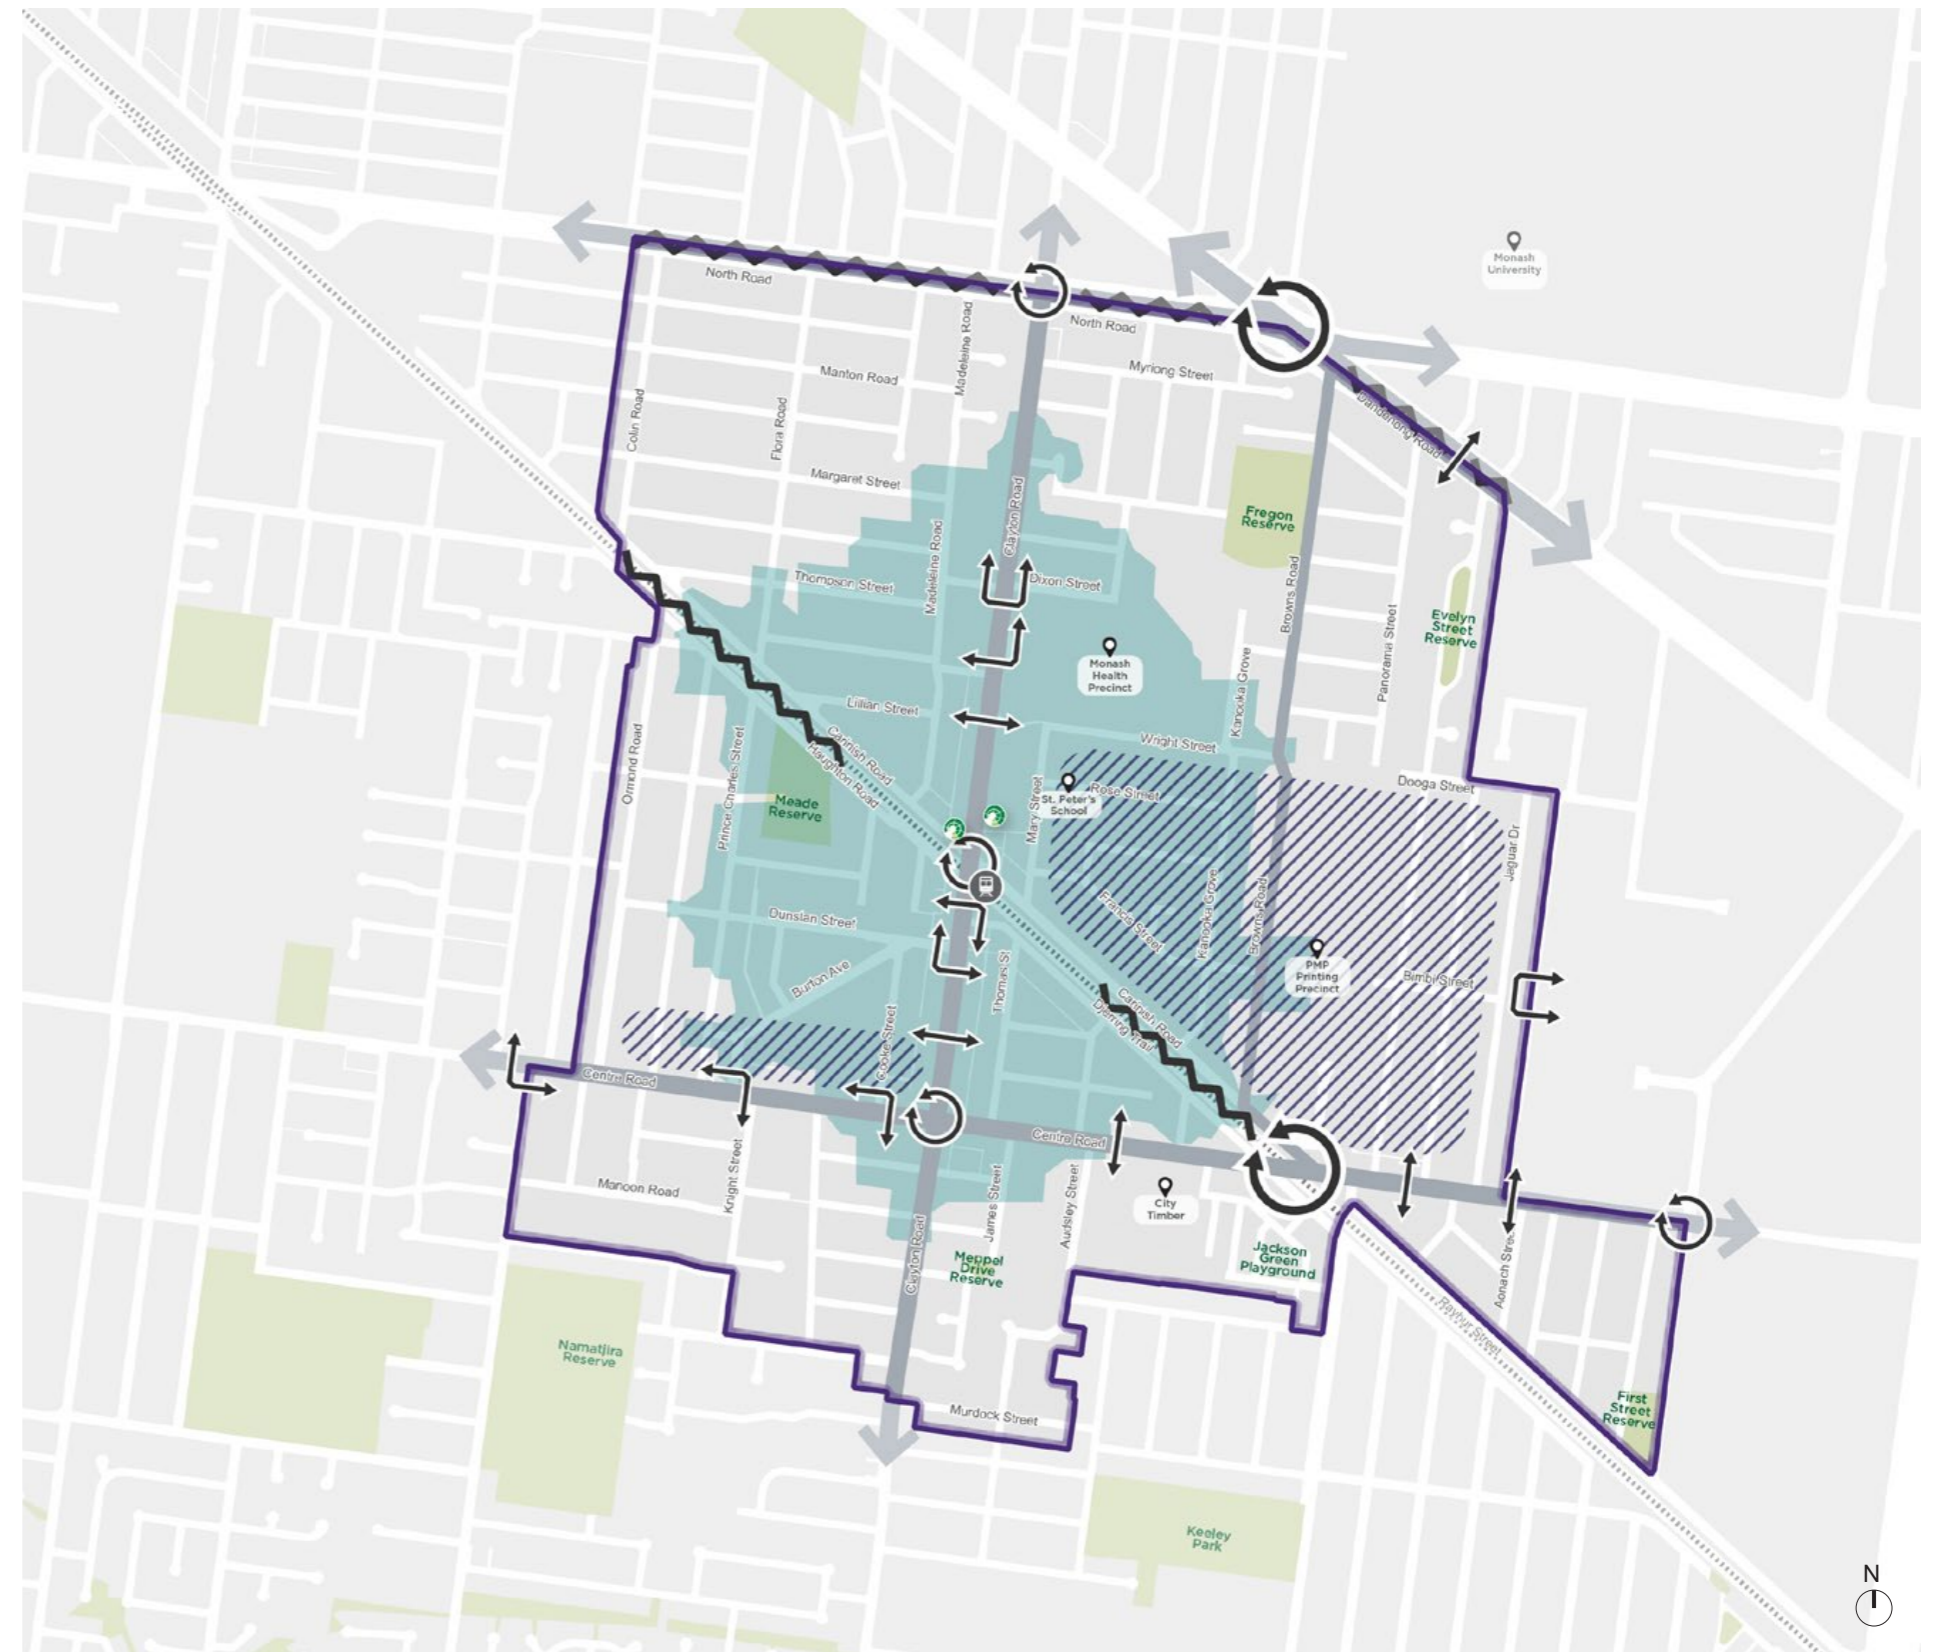 Monash
University
North Road
North Road
Madeleine Road
Manton Road
Myriong Street
Colin Road
Flora Road
Dandenong Road
Margaret Street
Clayton Road
Fregon
Reserve
Madeleine Road
Thompson Street
Dixon Street
Browns Road
Evelyn
Street
Reserve
Panorama Street
Monash
Health
Precinct
Kanooka Grove
Lillian Street
Ormond Road
Prince Charles Street
Carinish Road
Haughton Road
Wright Street
Dooga Street
Rose Street
St. Peter's
School
Mary Street
Meade
Reserve
Jaguar Dr
Dunstan Street
Francis Street
Kanooka Grove
Browns Road
PMP
Printing
Precinct
Bimbi Street
Burton Ave
Thomas St
Carinish Road
Djerring Trail
Cooke Street
Centre Road
Centre Road
Knight Street
Manoon Road
James Street
Audsley Street
City
Timber
Clayton Road
Meppel
Drive
Reserve
Jackson
Green
Playground
Aonach Street
Rayhur Street
Namatjira
Reserve
First
Street
Reserve
Murdock Street
Keeley
Park
N